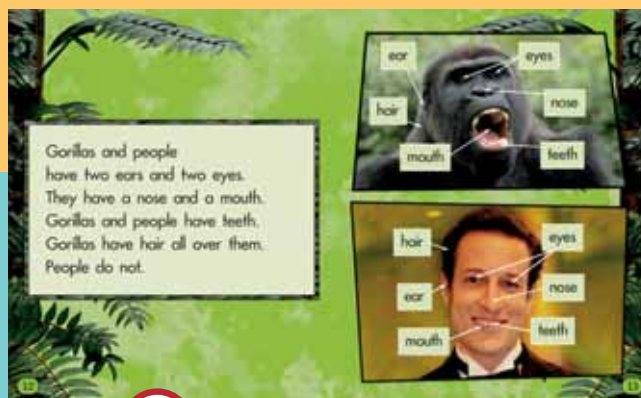 Gorillas and people
have two ears and two eyes.
They have a nose and a mouth.
Gorillas and people have teeth.
Gorillas have hair all over them.
People do not.
12
ear
eyes
hair
nose
mouth
teeth
hair
eyes
ear
nose
mouth
teeth
13